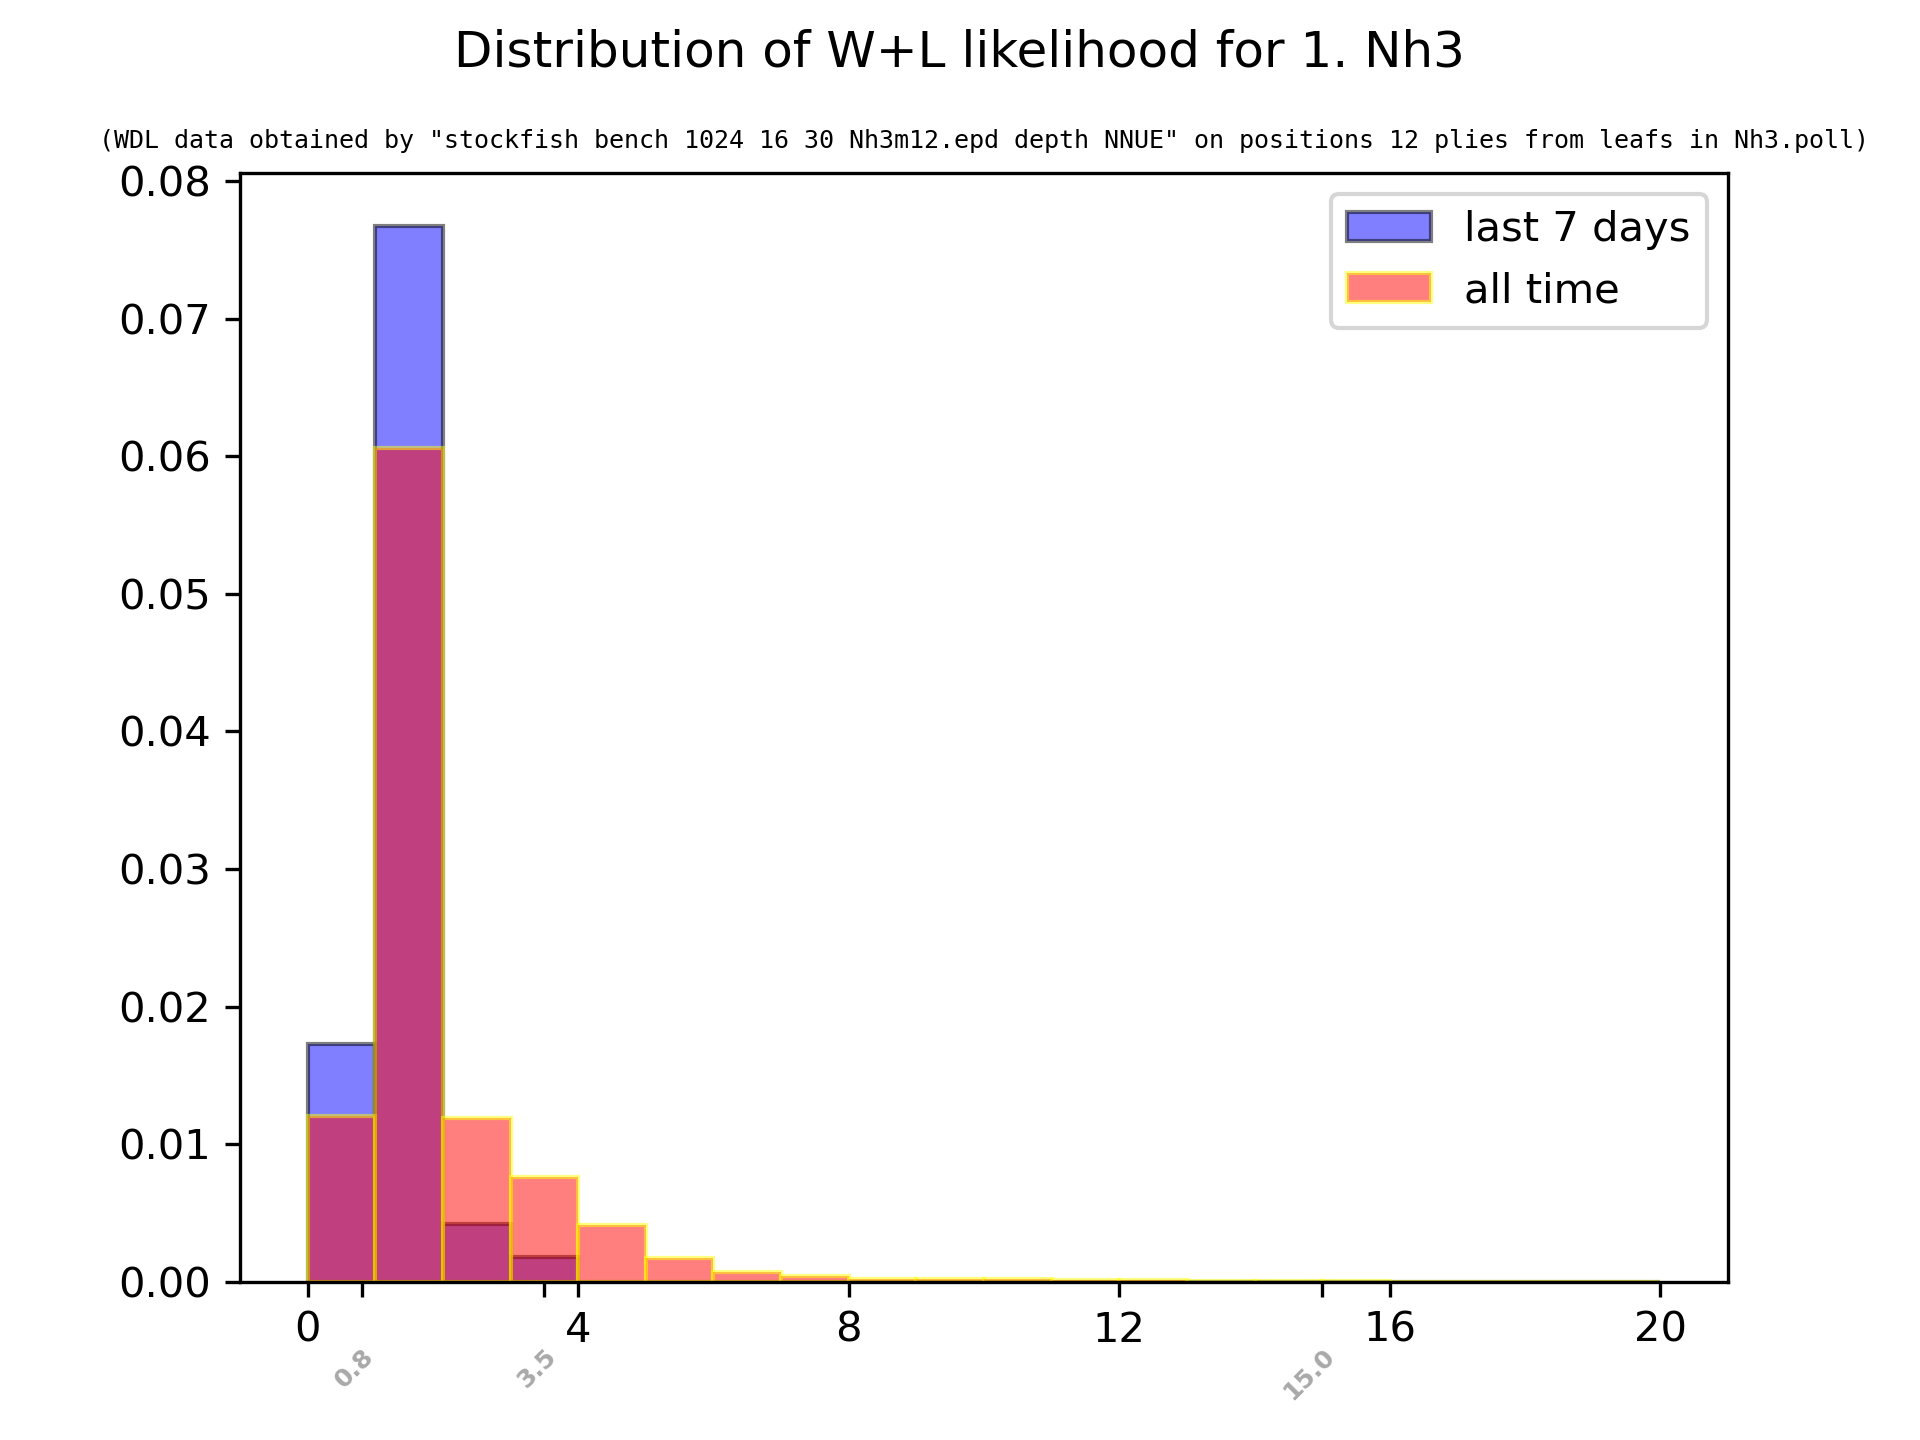 Distribution of W+L likelihood for 1. Nh3
(WDL data obtained by "stockfish bench 1024 16 30 Nh3m12.epd depth NNUE" on positions 12 plies from leafs in Nh3.poll)
last 7 days
all time
0.08
0.07
0.06
0.05
0.04
0.03
0.02
0.01
0.00
0 4 8 12 16 20
0.8 3.5 15.0